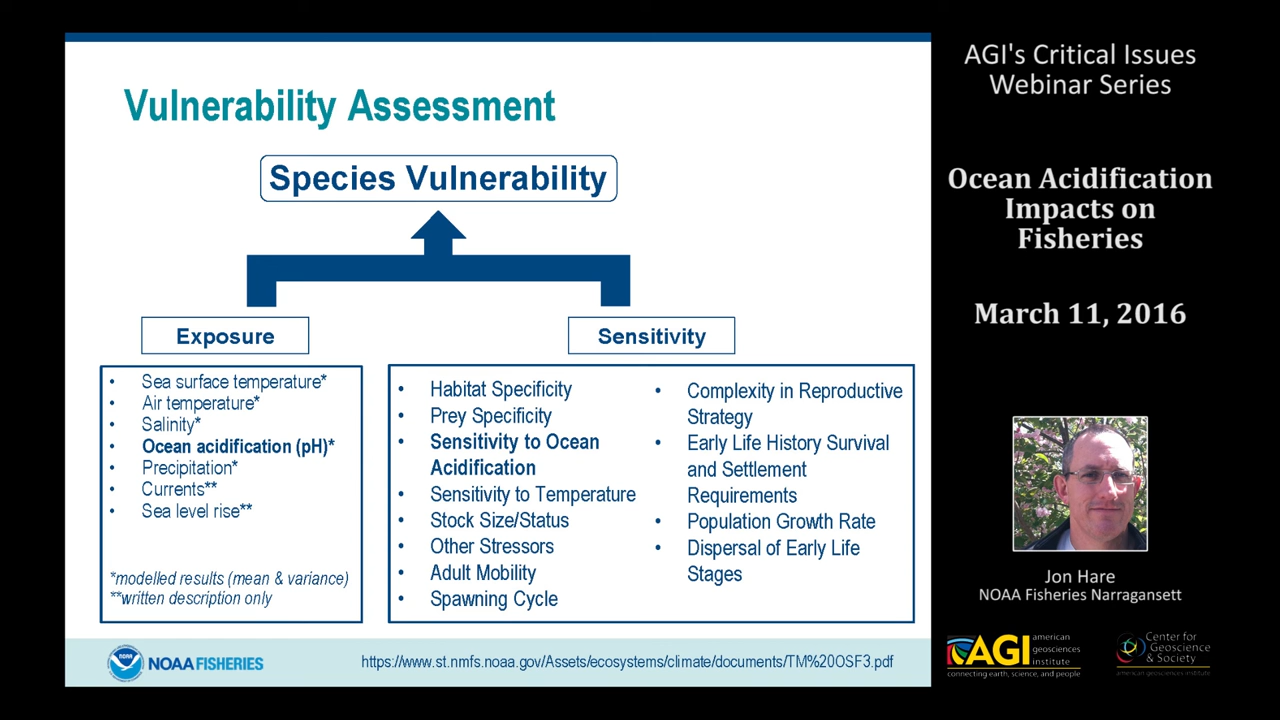 Vulnerability Assessment
Species Vulnerability
Exposure
• Sea surface temperature*
• Air temperature*
• Salinity*
• Ocean acidification (pH)*
• Precipitation*
• Currents**
• Sea level rise**
*modelled results (mean & variance)
**written description only
Sensitivity
• Habitat Specificity
• Prey Specificity
• Sensitivity to Ocean
Acidification
• Sensitivity to Temperature
• Stock Size/Status
• Other Stressors
• Adult Mobility
• Spawning Cycle
• Complexity in Reproductive
Strategy
• Early Life History Survival
and Settlement
Requirements
• Population Growth Rate
• Dispersal of Early Life
Stages
NOAA
NOAA FISHERIES
https://www.st.nmfs.noaa.gov/Assets/ecosystems/climate/documents/TM%20OSF3.pdf
AGI's Critical Issues
Webinar Series
Ocean Acidification
Impacts on
Fisheries
March 11, 2016
Jon Hare
NOAA Fisheries Narragansett
AGI
american
geosciences
institute
connecting earth, science, and people
Center for
Geoscience
& Society
american geosciences institute